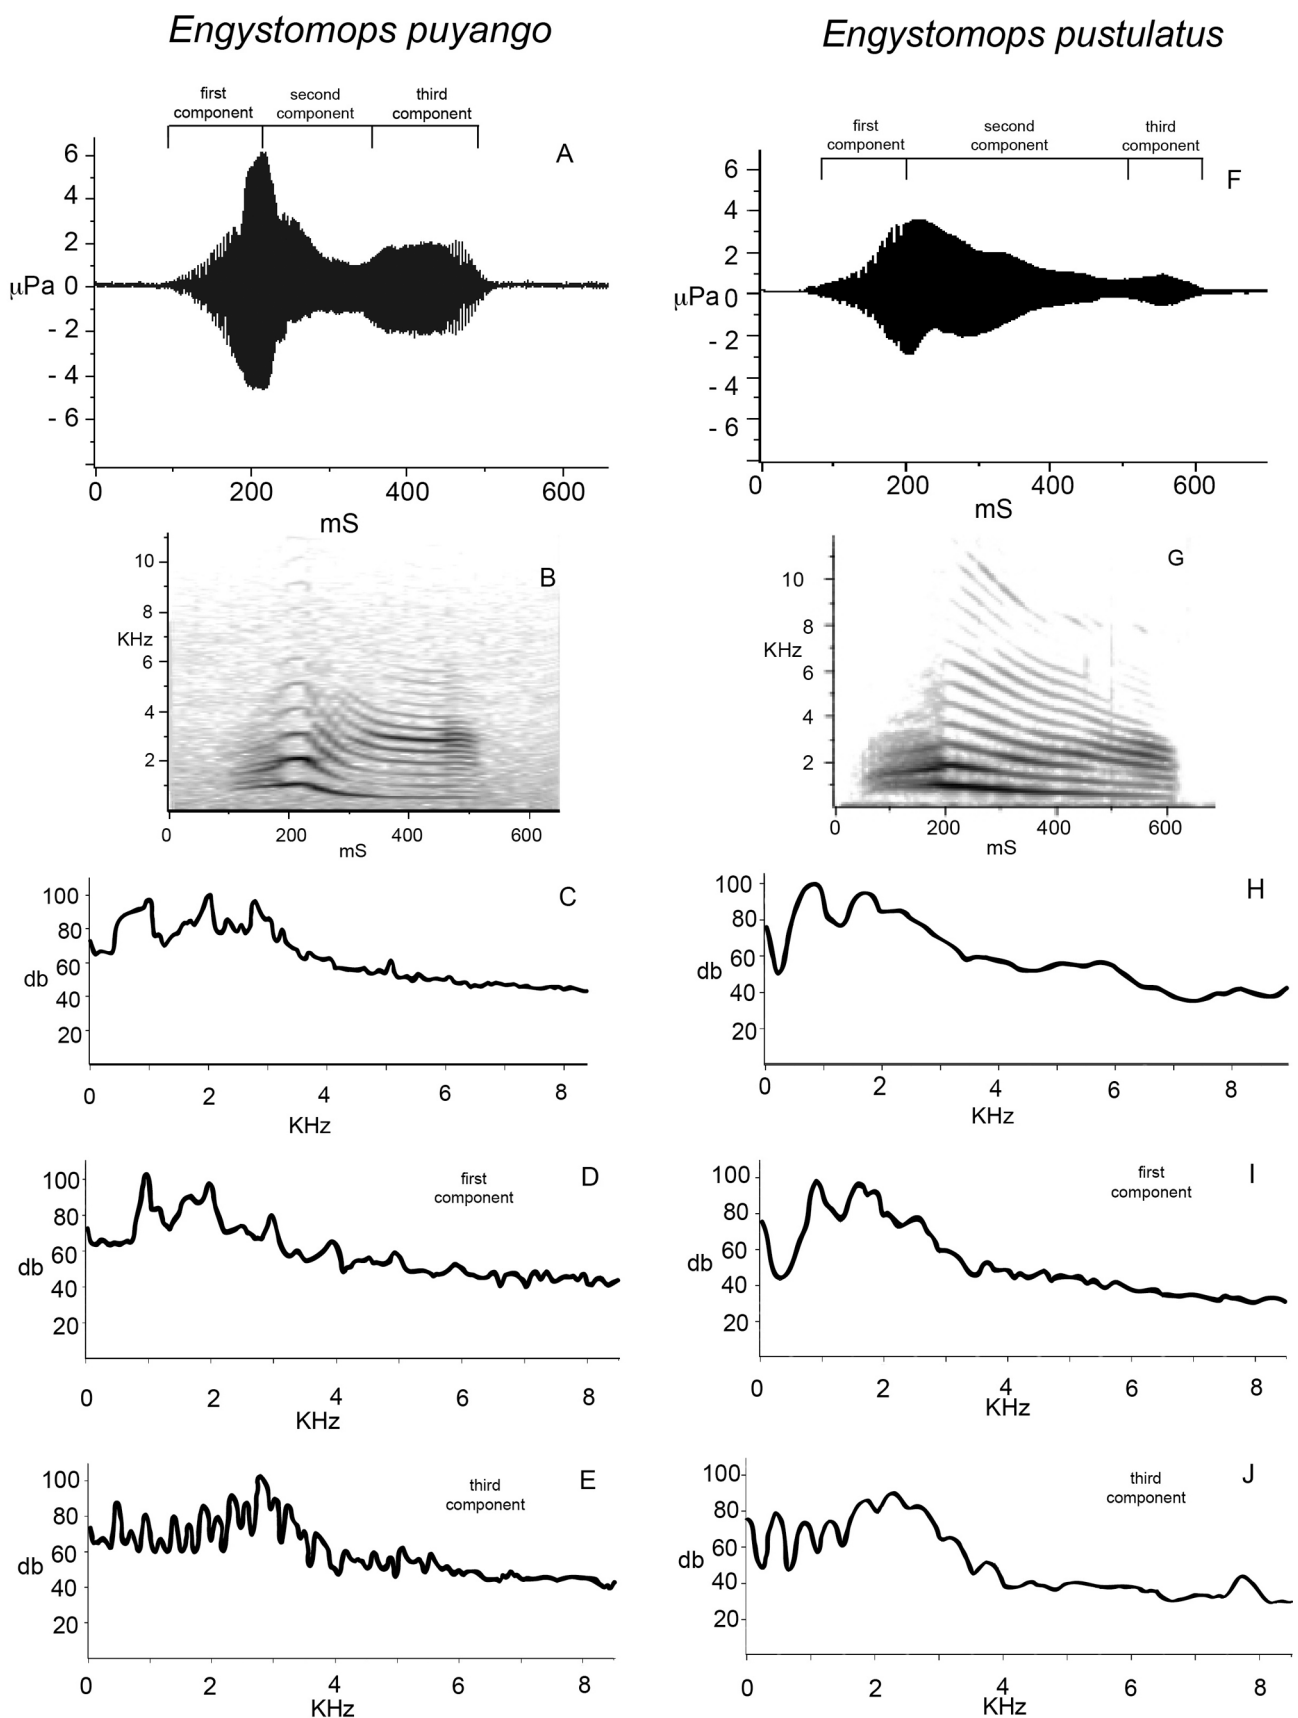 Engystomops puyango
first
component
second
component
third
component
A
6
4
2
μPa 0
- 2
- 4
- 6
0
200
400
600
mS
B
10
8
KHz
6
4
2
0
200
400
600
mS
C
100
80
60
db
40
20
0
2
4
6
8
KHz
D
first
component
100
80
60
db
40
20
0
2
4
6
8
KHz
E
third
component
100
80
60
db
40
20
0
2
4
6
8
KHz
Engystomops pustulatus
first
component
second
component
third
component
F
6
4
2
μPa 0
- 2
- 4
- 6
0
200
400
600
mS
G
10
8
KHz
6
4
2
0
200
400
600
mS
H
100
80
60
db
40
20
0
2
4
6
8
KHz
first
component
I
100
80
60
db
40
20
0
2
4
6
8
KHz
third
component
J
100
80
60
db
40
20
0
2
4
6
8
KHz